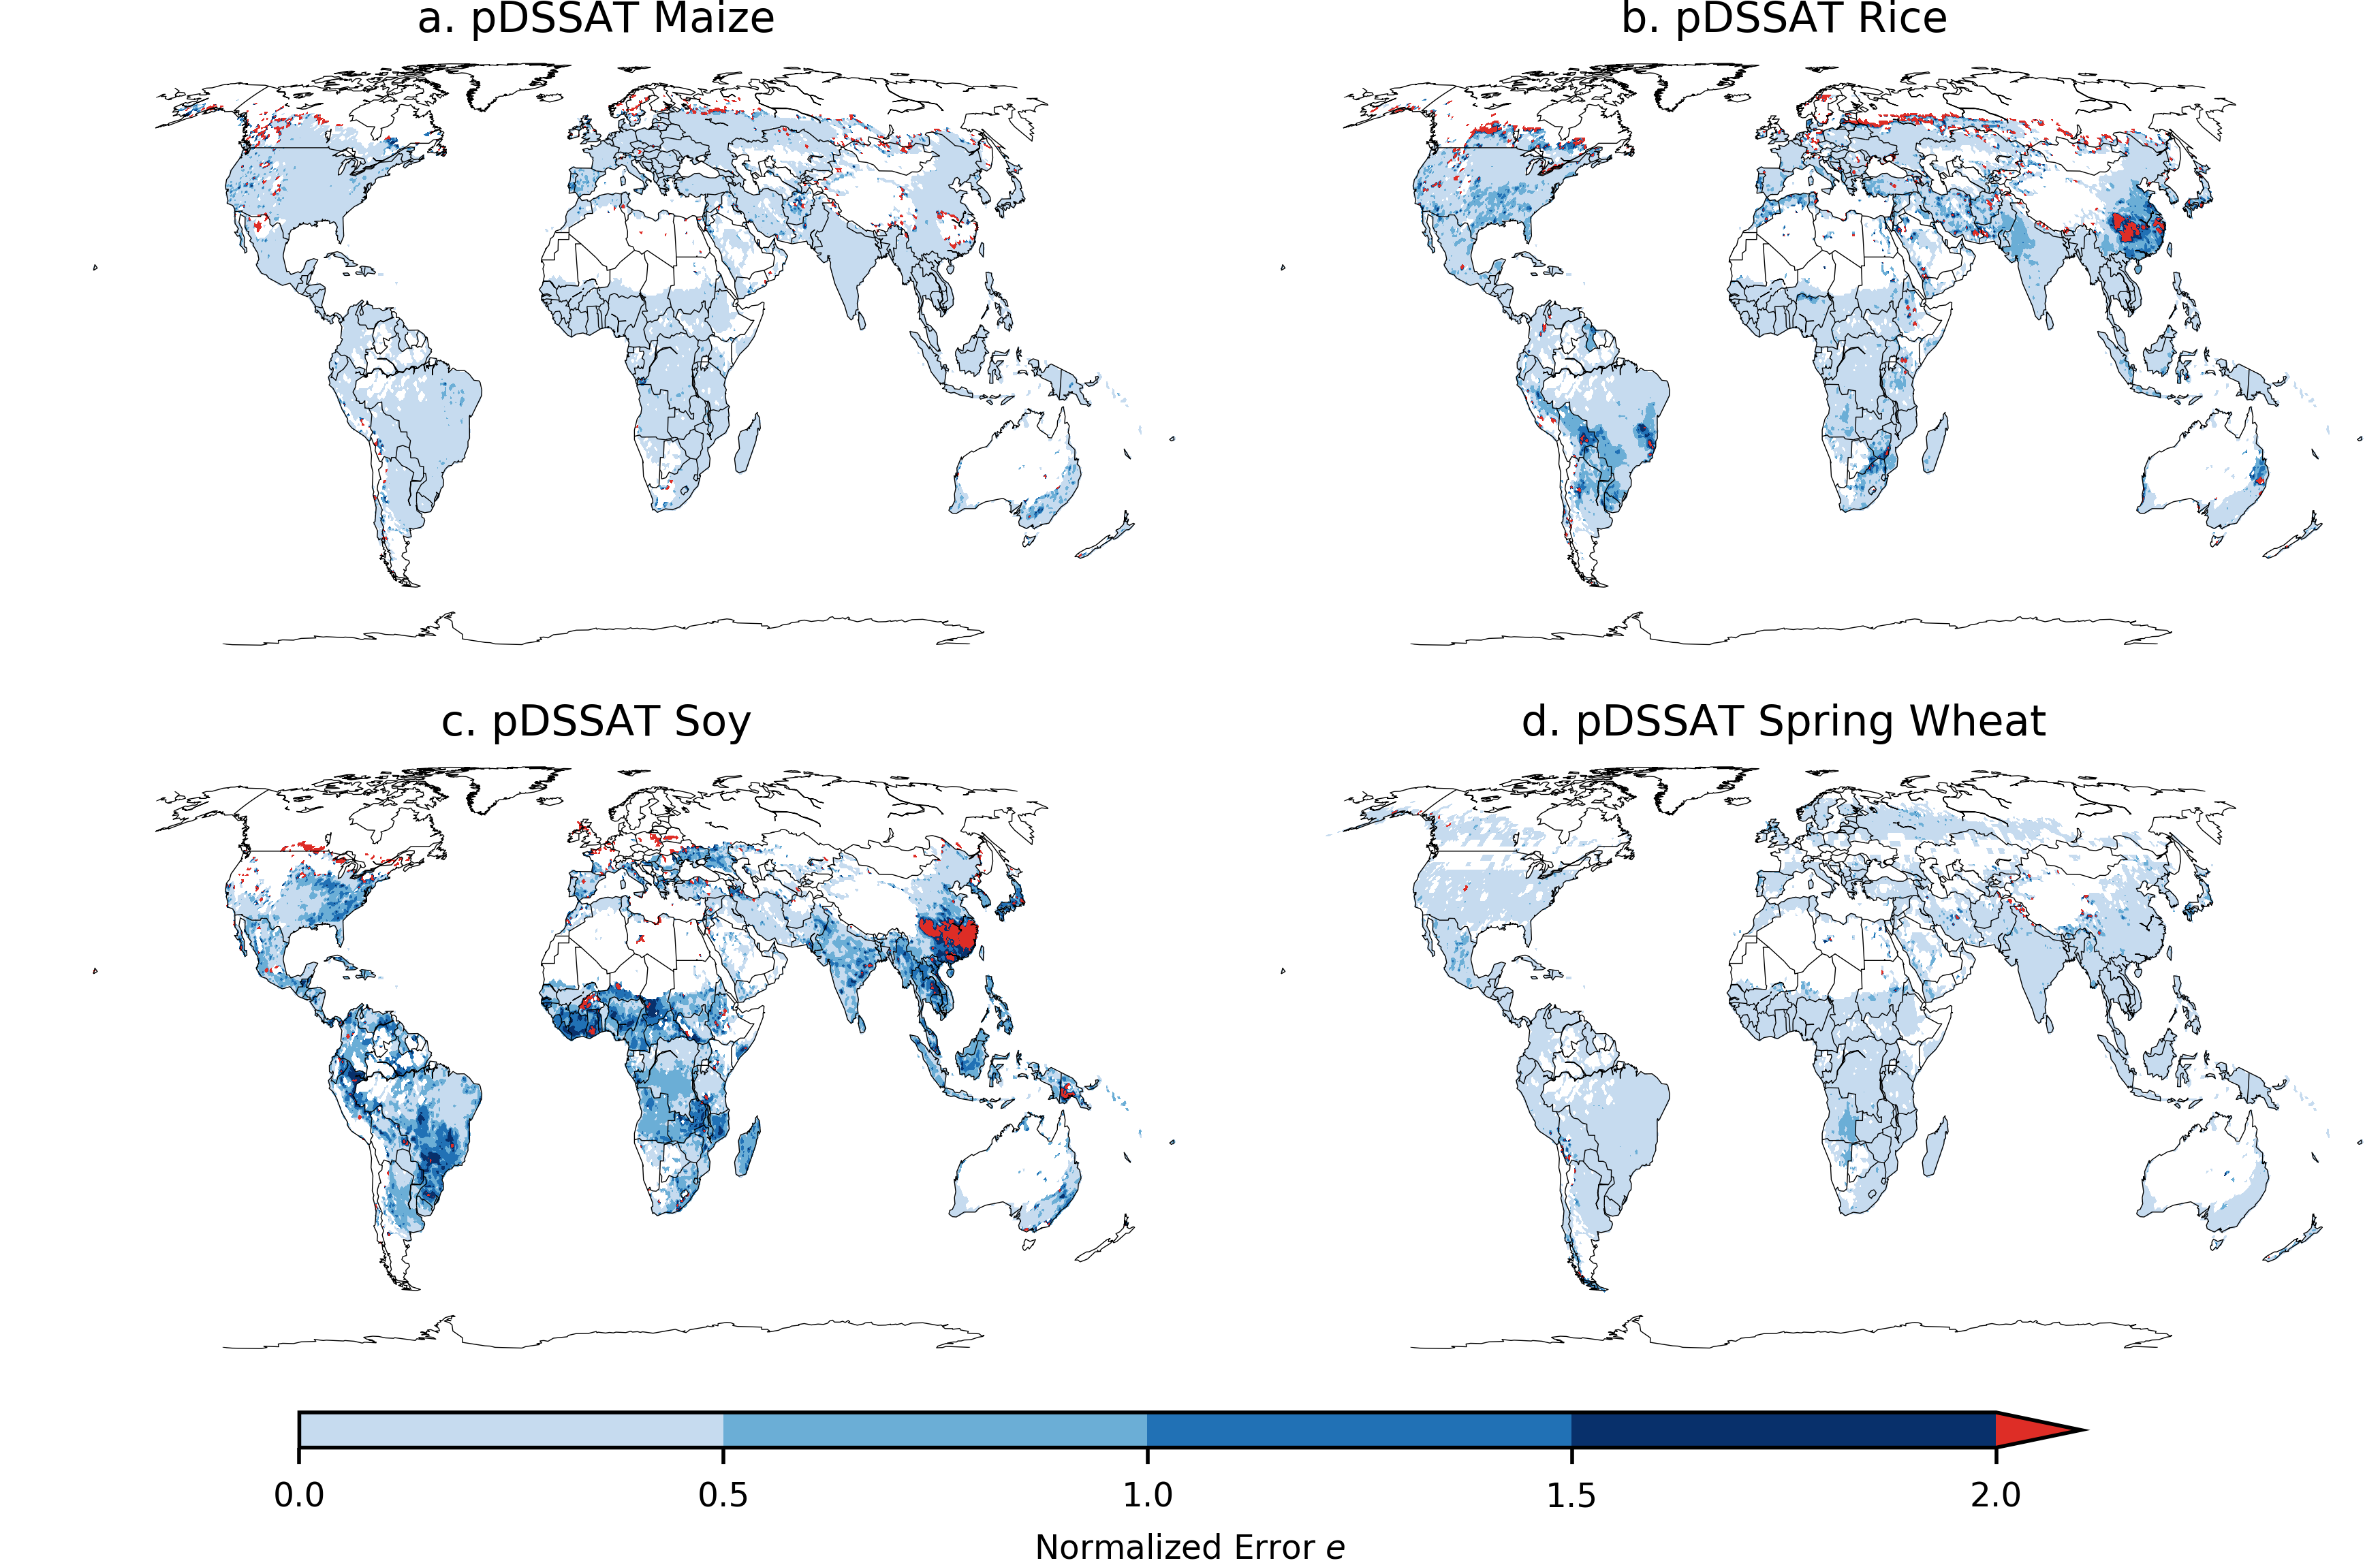 a. pDSSAT Maize
b. pDSSAT Rice
c. pDSSAT Soy
d. pDSSAT Spring Wheat
0.0 0.5 1.0 1.5 2.0
Normalized Error e